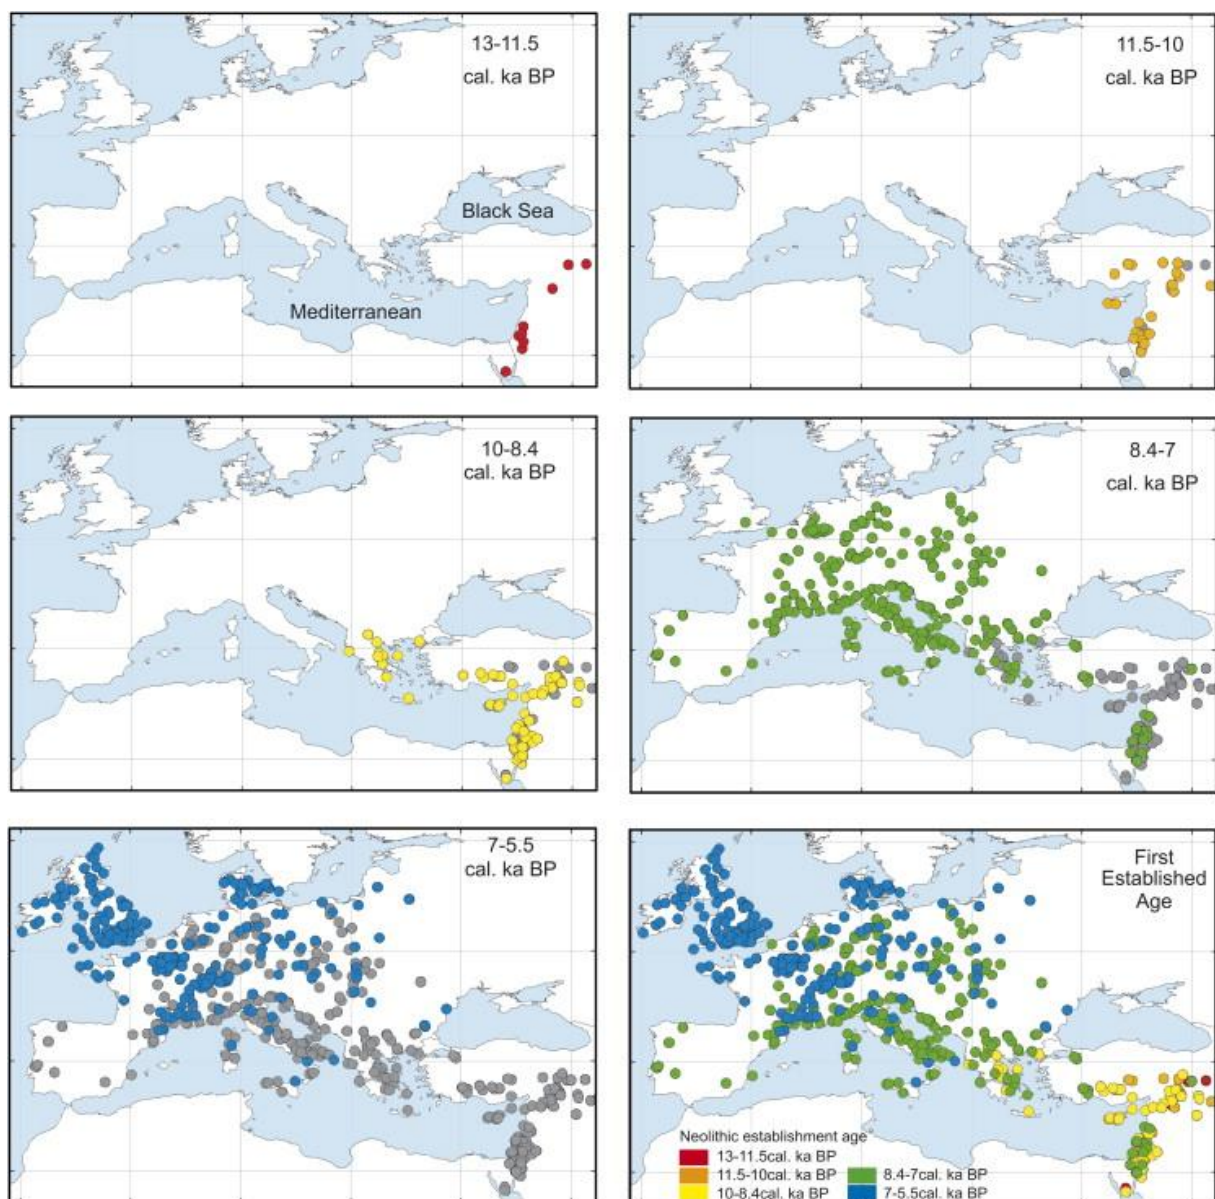 13-11.5
cal. ka BP
Black Sea
Mediterranean
11.5-10
cal. ka BP
10-8.4
cal. ka BP
8.4-7
cal. ka BP
7-5.5
cal. ka BP
First
Established
Age
Neolithic establishment age
13-11.5cal. ka BP
11.5-10cal. ka BP
10-8.4cal. ka BP
8.4-7cal. ka BP
7-5.5cal. ka BP